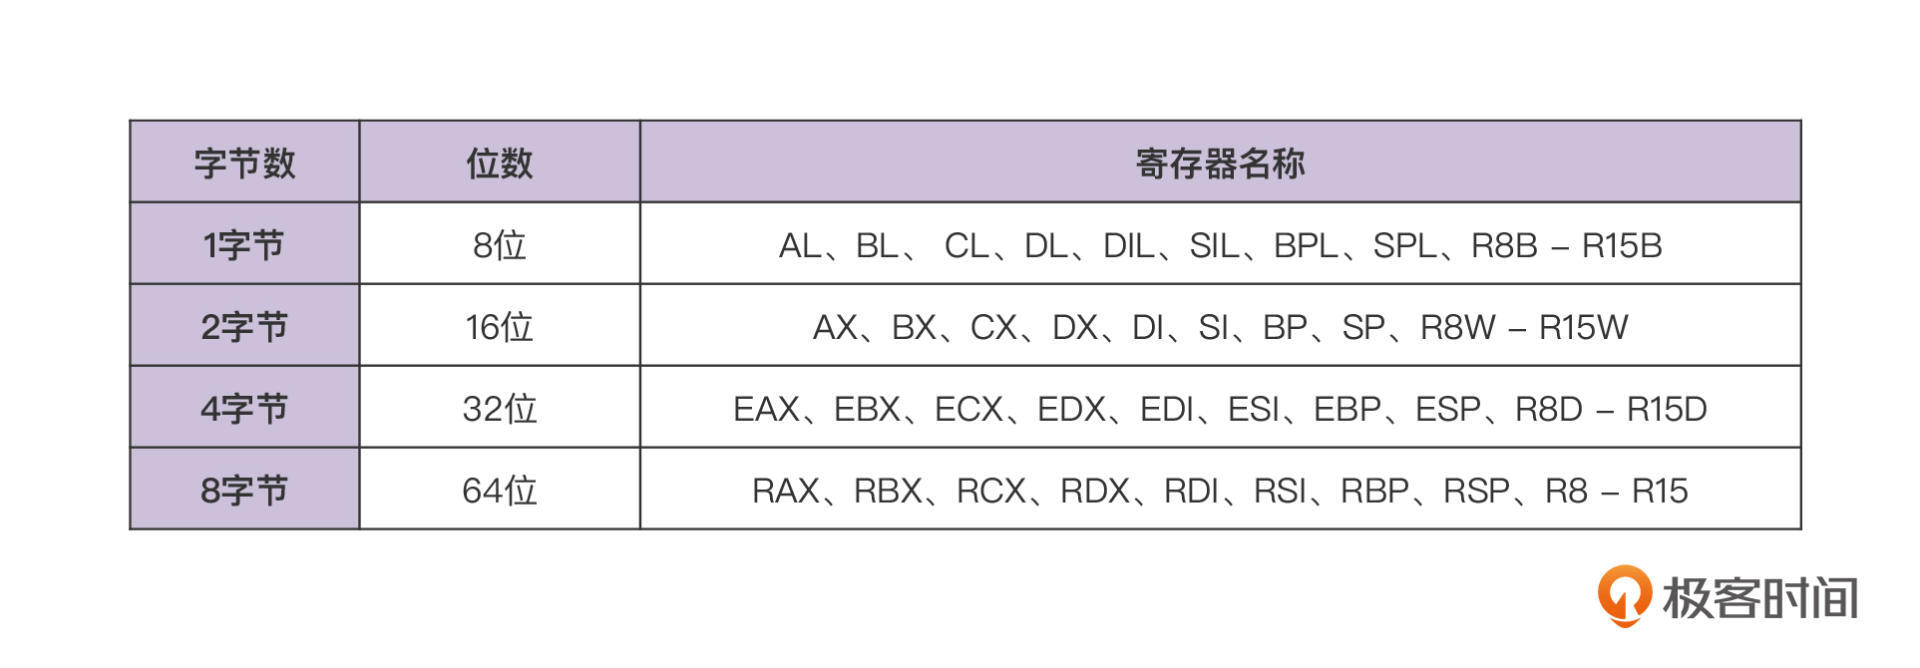 字节数 位数 寄存器名称
1字节 8位 AL、BL、 CL、DL、DIL、SIL、BPL、SPL、R8B – R15B
2字节 16位 AX、BX、CX、DX、DI、SI、BP、SP、R8W – R15W
4字节 32位 EAX、EBX、ECX、EDX、EDI、ESI、EBP、ESP、R8D – R15D
8字节 64位 RAX、RBX、RCX、RDX、RDI、RSI、RBP、RSP、R8 – R15
极客时间